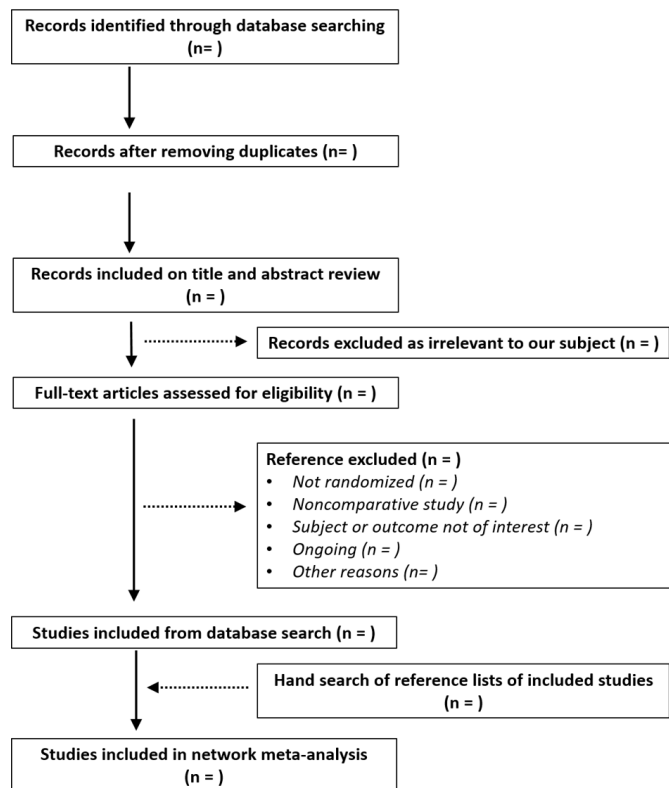 Records identified through database searching
(n= )
Records after removing duplicates (n= )
Records included on title and abstract review
(n = )
Records excluded as irrelevant to our subject (n = )
Full-text articles assessed for eligibility (n = )
Reference excluded (n = )
• Not randomized (n = )
• Noncomparative study (n = )
• Subject or outcome not of interest (n = )
• Ongoing (n = )
• Other reasons (n= )
Studies included from database search (n = )
Hand search of reference lists of included studies
(n = )
Studies included in network meta-analysis
(n = )